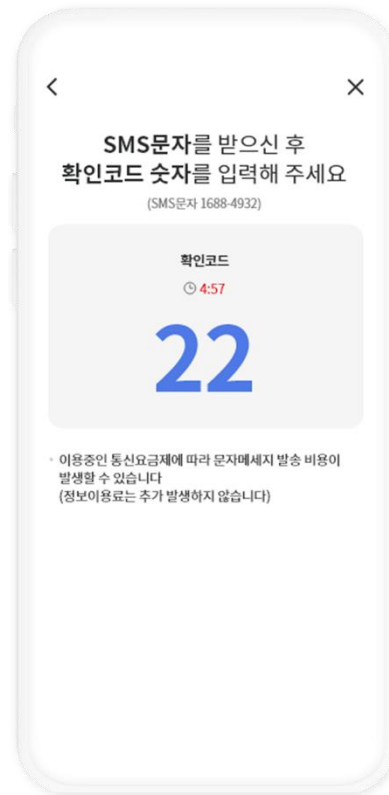 SMS문자를 받으신 후
확인코드 숫자를 입력해 주세요
(SMS문자 1688-4932)
확인코드
4:57
22
이용중인 통신요금제에 따라 문자메세지 발송 비용이
발생할 수 있습니다
(정보이용료는 추가 발생하지 않습니다)